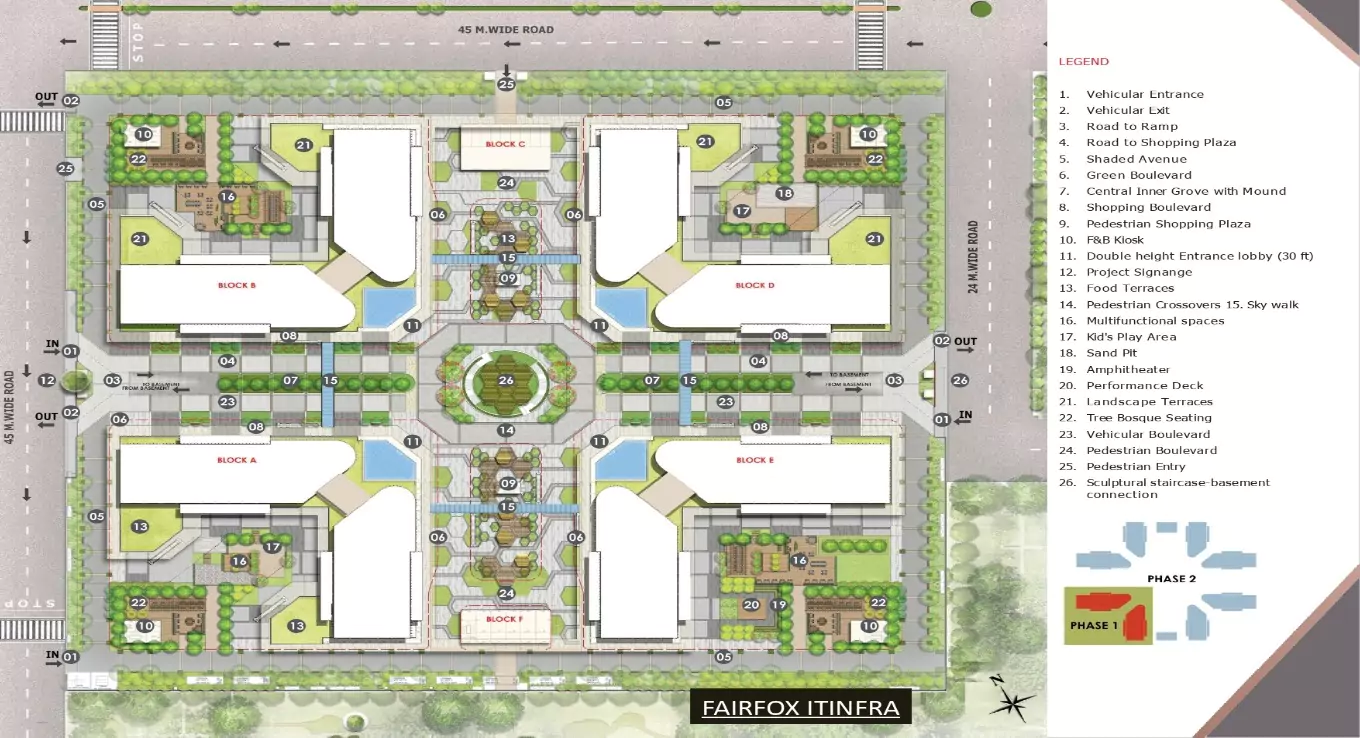 45 M.WIDE ROAD
STOP
25
OUT 02
05
10
21
BLOCK C
21
10
22
22
25
24
16
18
05
06
06
17
21
13
21
15
BLOCK B
09
BLOCK D
24 M.WIDE ROAD
11
11
08
08
IN 01
02 OUT
04
04
12
03
TO BASEMENT
FROM BASEMENT
07
15
26
07
15
TO BASEMENT
FROM BASEMENT
03
26
45 M.WIDE ROAD
23
23
OUT 02
06
01 IN
08
14
08
11
11
BLOCK A
BLOCK E
09
15
05
13
06
06
17
16
16
24
22
20
19
22
10
13
BLOCK F
10
STOP
IN 01
05
FAIRFOX ITINFRA
N
LEGEND
1. Vehicular Entrance
2. Vehicular Exit
3. Road to Ramp
4. Road to Shopping Plaza
5. Shaded Avenue
6. Green Boulevard
7. Central Inner Grove with Mound
8. Shopping Boulevard
9. Pedestrian Shopping Plaza
10. F&B Kiosk
11. Double height Entrance lobby (30 ft)
12. Project Signange
13. Food Terraces
14. Pedestrian Crossovers 15. Sky walk
16. Multifunctional spaces
17. Kid's Play Area
18. Sand Pit
19. Amphitheater
20. Performance Deck
21. Landscape Terraces
22. Tree Bosque Seating
23. Vehicular Boulevard
24. Pedestrian Boulevard
25. Pedestrian Entry
26. Sculptural staircase-basement
connection
PHASE 2
PHASE 1